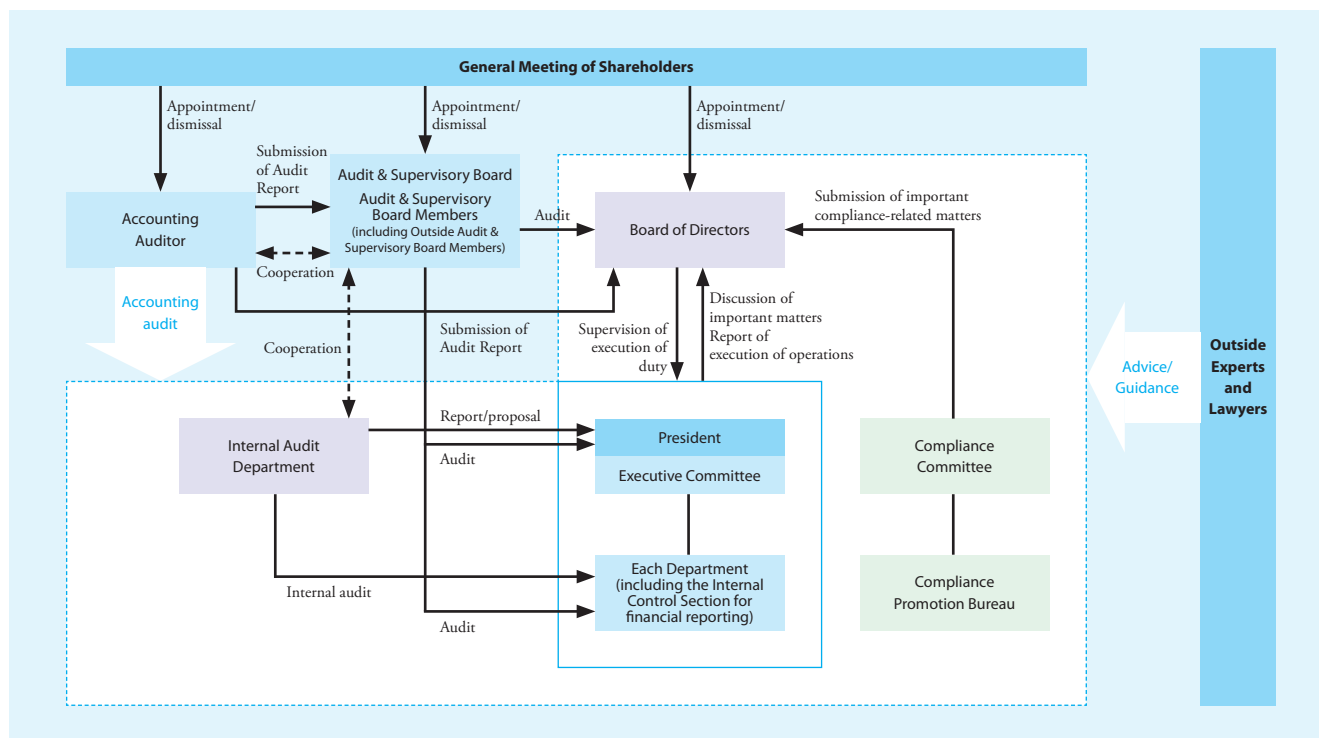 General Meeting of Shareholders
Appointment/
dismissal
Appointment/
dismissal
Appointment/
dismissal
Submission
of Audit
Report
Audit & Supervisory Board
Audit & Supervisory
Board Members
(including Outside Audit &
Supervisory Board Members)
Accounting
Auditor
Audit
Board of Directors
Submission of important
compliance-related matters
Cooperation
Accounting
audit
Cooperation
Submission of
Audit Report
Supervision of
execution of
duty
Discussion of
important matters
Report of
execution of operations
Advice/
Guidance
Outside
Experts
and
Lawyers
Internal Audit
Department
Report/proposal
Audit
President
Executive Committee
Compliance
Committee
Internal audit
Audit
Each Department
(including the Internal
Control Section for
financial reporting)
Compliance
Promotion Bureau